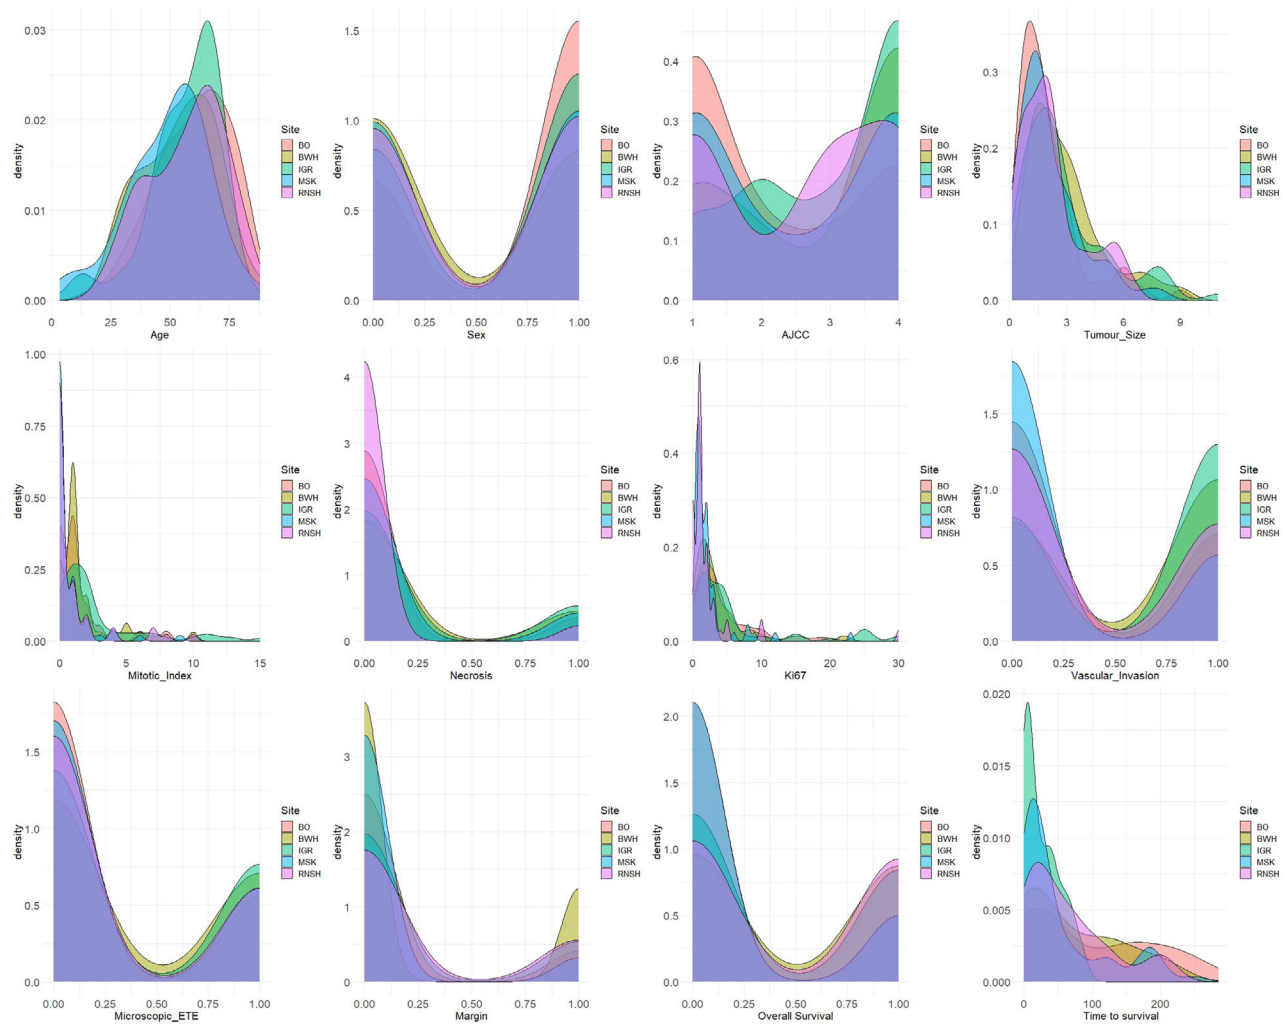 0.03
0.02
0.01
0.00
density
0 25 50 75
Age
Site
BO
BWH
IGR
MSK
RNSH
1.5
1.0
0.5
0.0
density
0.00 0.25 0.50 0.75 1.00
Sex
Site
BO
BWH
IGR
MSK
RNSH
0.4
0.3
0.2
0.1
0.0
density
1 2 3 4
AJCC
Site
BO
BWH
IGR
MSK
RNSH
0.3
0.2
0.1
0.0
density
0 3 6 9
Tumour_Size
Site
BO
BWH
IGR
MSK
RNSH
1.00
0.75
0.50
0.25
0.00
density
0 5 10 15
Mitotic_Index
Site
BO
BWH
IGR
MSK
RNSH
4
3
2
1
0
density
0.00 0.25 0.50 0.75 1.00
Necrosis
Site
BO
BWH
IGR
MSK
RNSH
0.6
0.4
0.2
0.0
density
0 10 20 30
Ki67
Site
BO
BWH
IGR
MSK
RNSH
1.5
1.0
0.5
0.0
density
0.00 0.25 0.50 0.75 1.00
Vascular_Invasion
Site
BO
BWH
IGR
MSK
RNSH
1.5
1.0
0.5
0.0
density
0.00 0.25 0.50 0.75 1.00
Microscopic_ETE
Site
BO
BWH
IGR
MSK
RNSH
3
2
1
0
density
0.00 0.25 0.50 0.75 1.00
Margin
Site
BO
BWH
IGR
MSK
RNSH
2.0
1.5
1.0
0.5
0.0
density
0.00 0.25 0.50 0.75 1.00
Overall Survival
Site
BO
BWH
IGR
MSK
RNSH
0.020
0.015
0.010
0.005
0.000
density
0 100 200
Time to survival
Site
BO
BWH
IGR
MSK
RNSH